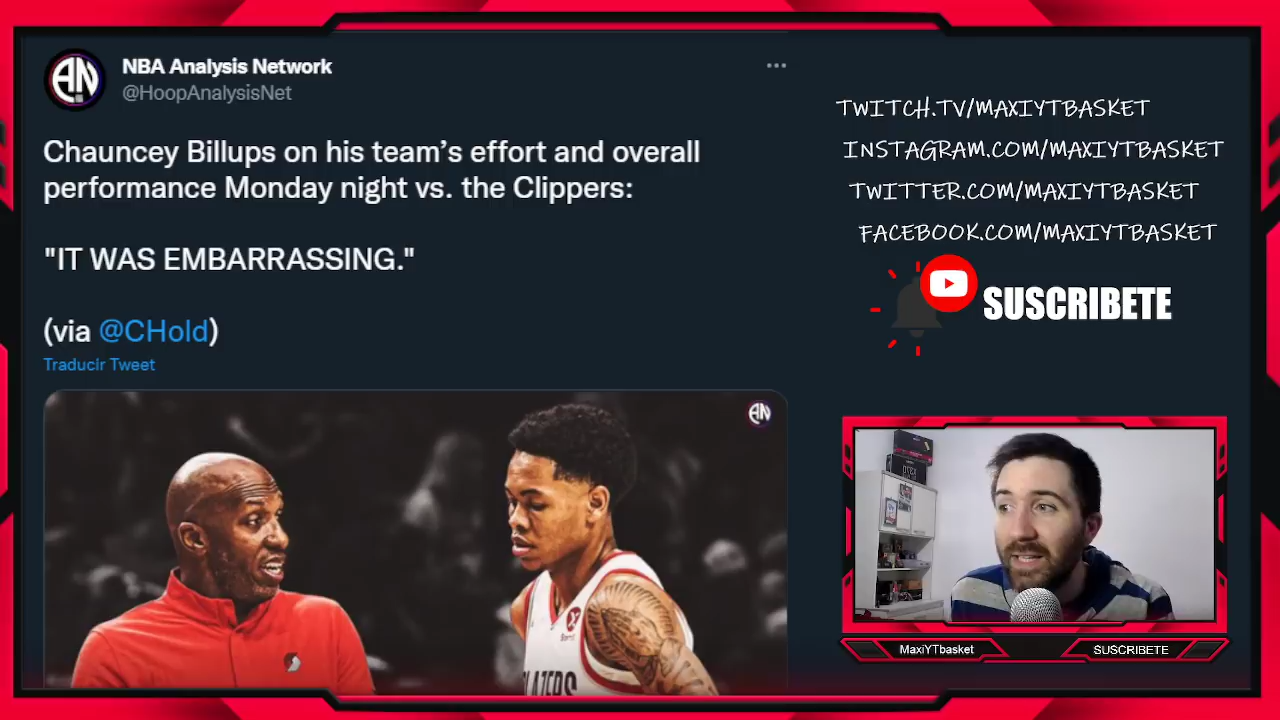 NBA Analysis Network
@HoopAnalysisNet
Chauncey Billups on his team’s effort and overall
performance Monday night vs. the Clippers:
"IT WAS EMBARRASSING."
(via @CHold)
Traducir Tweet
AN
BLAZERS
TWITCH.TV/MAXIYTBASKET
INSTAGRAM.COM/MAXIYTBASKET
TWITTER.COM/MAXIYTBASKET
FACEBOOK.COM/MAXIYTBASKET
SUSCRIBETE
MaxiYTbasket
SUSCRIBETE